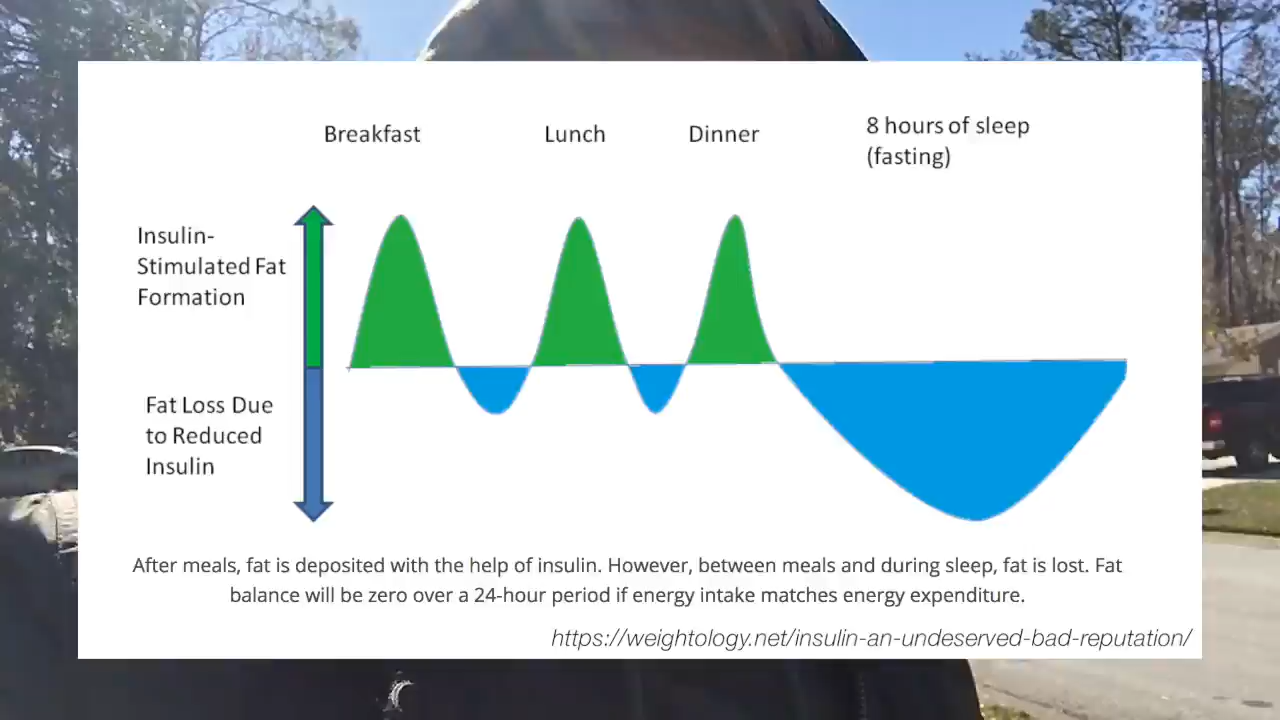 Breakfast
Lunch
Dinner
8 hours of sleep
(fasting)
Insulin-
Stimulated Fat
Formation
Fat Loss Due
to Reduced
Insulin
After meals, fat is deposited with the help of insulin. However, between meals and during sleep, fat is lost. Fat
balance will be zero over a 24-hour period if energy intake matches energy expenditure.
https://weightology.net/insulin-an-undeserved-bad-reputation/